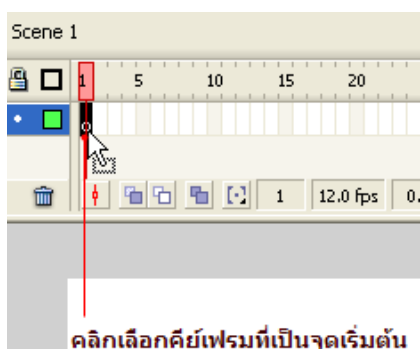 Scene 1
1 5 10 15 20
1 12.0 fps 0.
คลิกเลือกคีย์เฟรมที่เป็นจุดเริ่มต้น